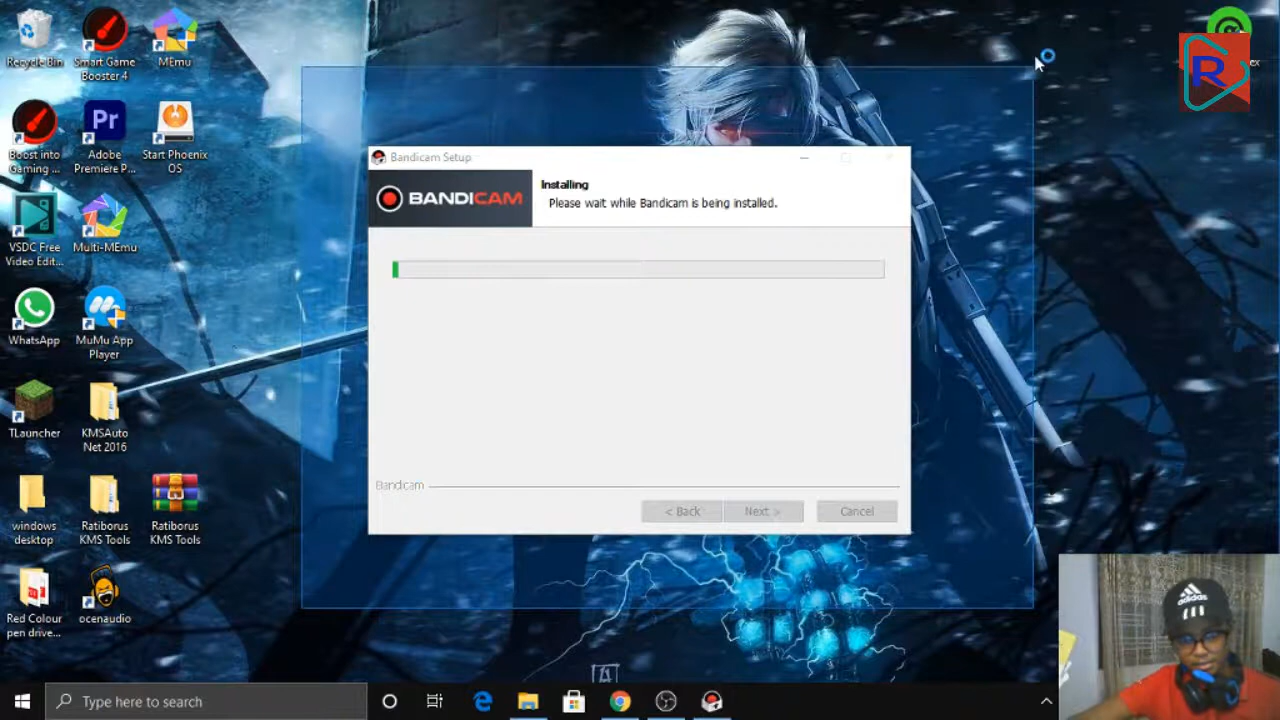 Recycle Bin
Smart Game
Booster 4
MEmu
Boost into
Gaming ...
Pr
Adobe
Premiere P...
Start Phoenix
OS
VSDC Free
Video Edit...
Multi-MEmu
WhatsApp
MuMu App
Player
TLauncher
KMSAuto
Net 2016
windows
desktop
Ratiborus
KMS Tools
Ratiborus
KMS Tools
Red Colour
pen drive...
ocenaudio
Bandicam Setup
BANDICAM
Installing
Please wait while Bandicam is being installed.
Bandicam
< Back
Next >
Cancel
R
ex
adidas
Type here to search